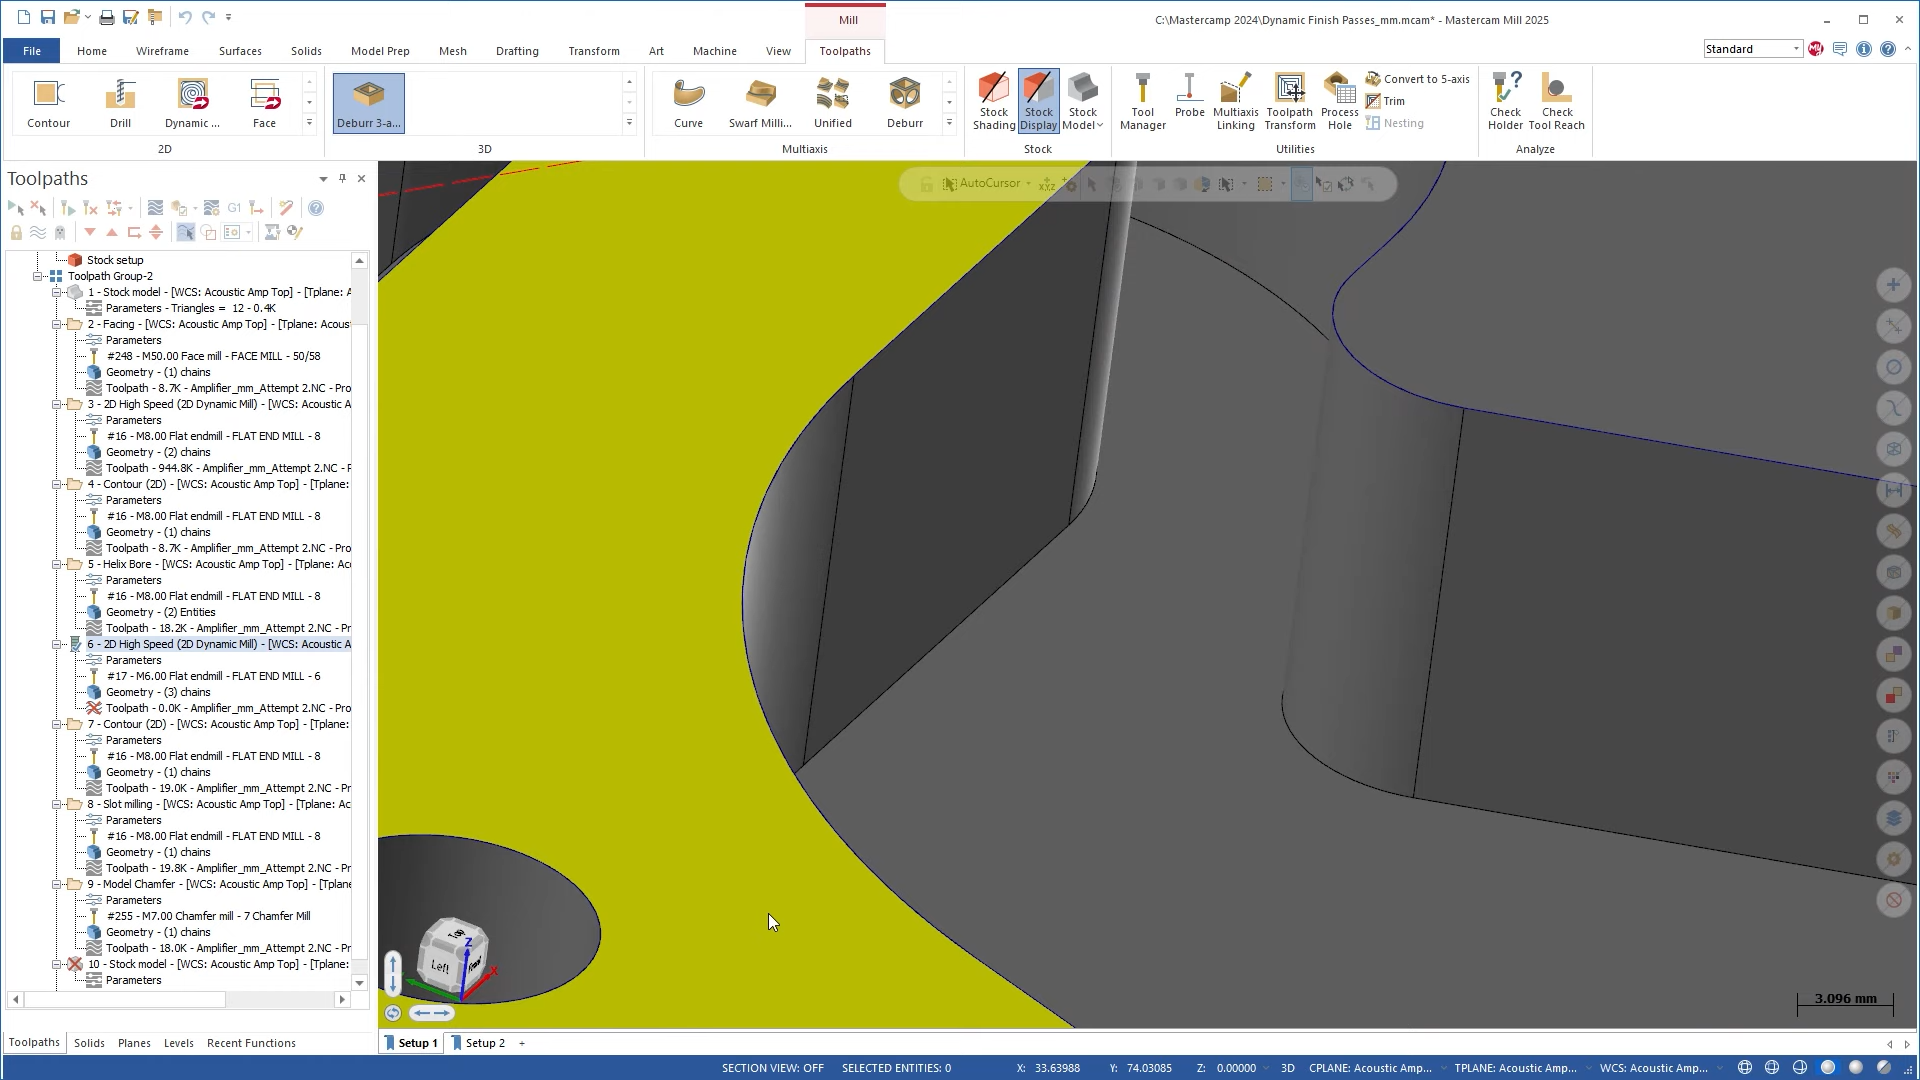 Mill
C:\Mastercamp 2024\Dynamic Finish Passes_mm.mcam* - Mastercam Mill 2025
File
Home
Wireframe
Surfaces
Solids
Model Prep
Mesh
Drafting
Transform
Art
Machine
View
Toolpaths
Standard
Contour
Drill
Dynamic ...
Face
2D
Deburr 3-a...
3D
Curve
Swarf Milli...
Unified
Deburr
Multiaxis
Stock Shading
Stock Display
Stock Model
Stock
Tool Manager
Probe
Multiaxis Linking
Toolpath Transform
Process Hole
Convert to 5-axis
Trim
Nesting
Utilities
Check Holder
Check Tool Reach
Analyze
Toolpaths
AutoCursor
G1
Stock setup
Toolpath Group-2
1 - Stock model - [WCS: Acoustic Amp Top] - [Tplane: A
Parameters - Triangles = 12 - 0.4K
2 - Facing - [WCS: Acoustic Amp Top] - [Tplane: Acous
Parameters
#248 - M50.00 Face mill - FACE MILL - 50/58
Geometry - (1) chains
Toolpath - 8.7K - Amplifier_mm_Attempt 2.NC - Pro
3 - 2D High Speed (2D Dynamic Mill) - [WCS: Acoustic A
Parameters
#16 - M8.00 Flat endmill - FLAT END MILL - 8
Geometry - (2) chains
Toolpath - 944.8K - Amplifier_mm_Attempt 2.NC - P
4 - Contour (2D) - [WCS: Acoustic Amp Top] - [Tplane:
Parameters
#16 - M8.00 Flat endmill - FLAT END MILL - 8
Geometry - (1) chains
Toolpath - 8.7K - Amplifier_mm_Attempt 2.NC - Pro
5 - Helix Bore - [WCS: Acoustic Amp Top] - [Tplane: Aco
Parameters
#16 - M8.00 Flat endmill - FLAT END MILL - 8
Geometry - (2) Entities
Toolpath - 18.2K - Amplifier_mm_Attempt 2.NC - Pr
6 - 2D High Speed (2D Dynamic Mill) - [WCS: Acoustic A
Parameters
#17 - M6.00 Flat endmill - FLAT END MILL - 6
Geometry - (3) chains
Toolpath - 0.0K - Amplifier_mm_Attempt 2.NC - Pro
7 - Contour (2D) - [WCS: Acoustic Amp Top] - [Tplane:
Parameters
#16 - M8.00 Flat endmill - FLAT END MILL - 8
Geometry - (1) chains
Toolpath - 19.0K - Amplifier_mm_Attempt 2.NC - Pr
8 - Slot milling - [WCS: Acoustic Amp Top] - [Tplane: Ac
Parameters
#16 - M8.00 Flat endmill - FLAT END MILL - 8
Geometry - (1) chains
Toolpath - 19.8K - Amplifier_mm_Attempt 2.NC - Pr
9 - Model Chamfer - [WCS: Acoustic Amp Top] - [Tplane
Parameters
#255 - M7.00 Chamfer mill - 7 Chamfer Mill
Geometry - (1) chains
Toolpath - 18.0K - Amplifier_mm_Attempt 2.NC - Pr
10 - Stock model - [WCS: Acoustic Amp Top] - [Tplane:
Parameters
Left
Z
X
3.096 mm
Toolpaths
Solids
Planes
Levels
Recent Functions
Setup 1
Setup 2
+
SECTION VIEW: OFF
SELECTED ENTITIES: 0
X: 33.63988
Y: 74.03085
Z: 0.00000
3D
CPLANE: Acoustic Amp...
TPLANE: Acoustic Amp...
WCS: Acoustic Amp...